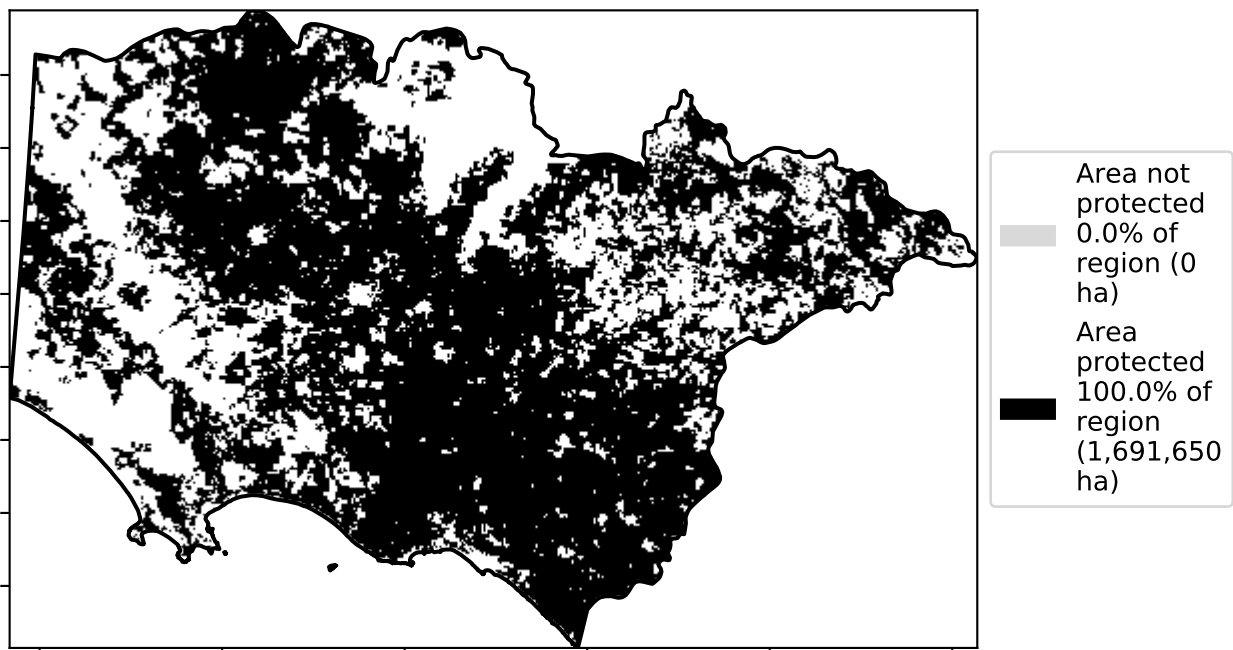 Area not
protected
0.0% of
region (0
ha)
Area
protected
100.0% of
region
(1,691,650
ha)